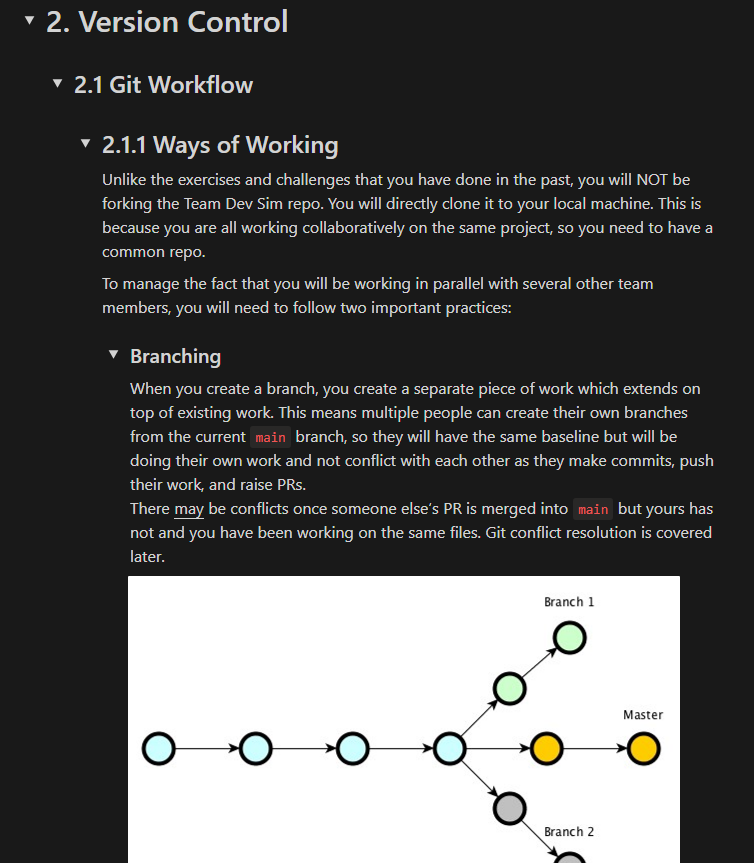 2. Version Control
2.1 Git Workflow
2.1.1 Ways of Working
Unlike the exercises and challenges that you have done in the past, you will NOT be
forking the Team Dev Sim repo. You will directly clone it to your local machine. This is
because you are all working collaboratively on the same project, so you need to have a
common repo.
To manage the fact that you will be working in parallel with several other team
members, you will need to follow two important practices:
Branching
When you create a branch, you create a separate piece of work which extends on
top of existing work. This means multiple people can create their own branches
from the current main branch, so they will have the same baseline but will be
doing their own work and not conflict with each other as they make commits, push
their work, and raise PRs.
There may be conflicts once someone else's PR is merged into main but yours has
not and you have been working on the same files. Git conflict resolution is covered
later.
Branch 1
Master
Branch 2